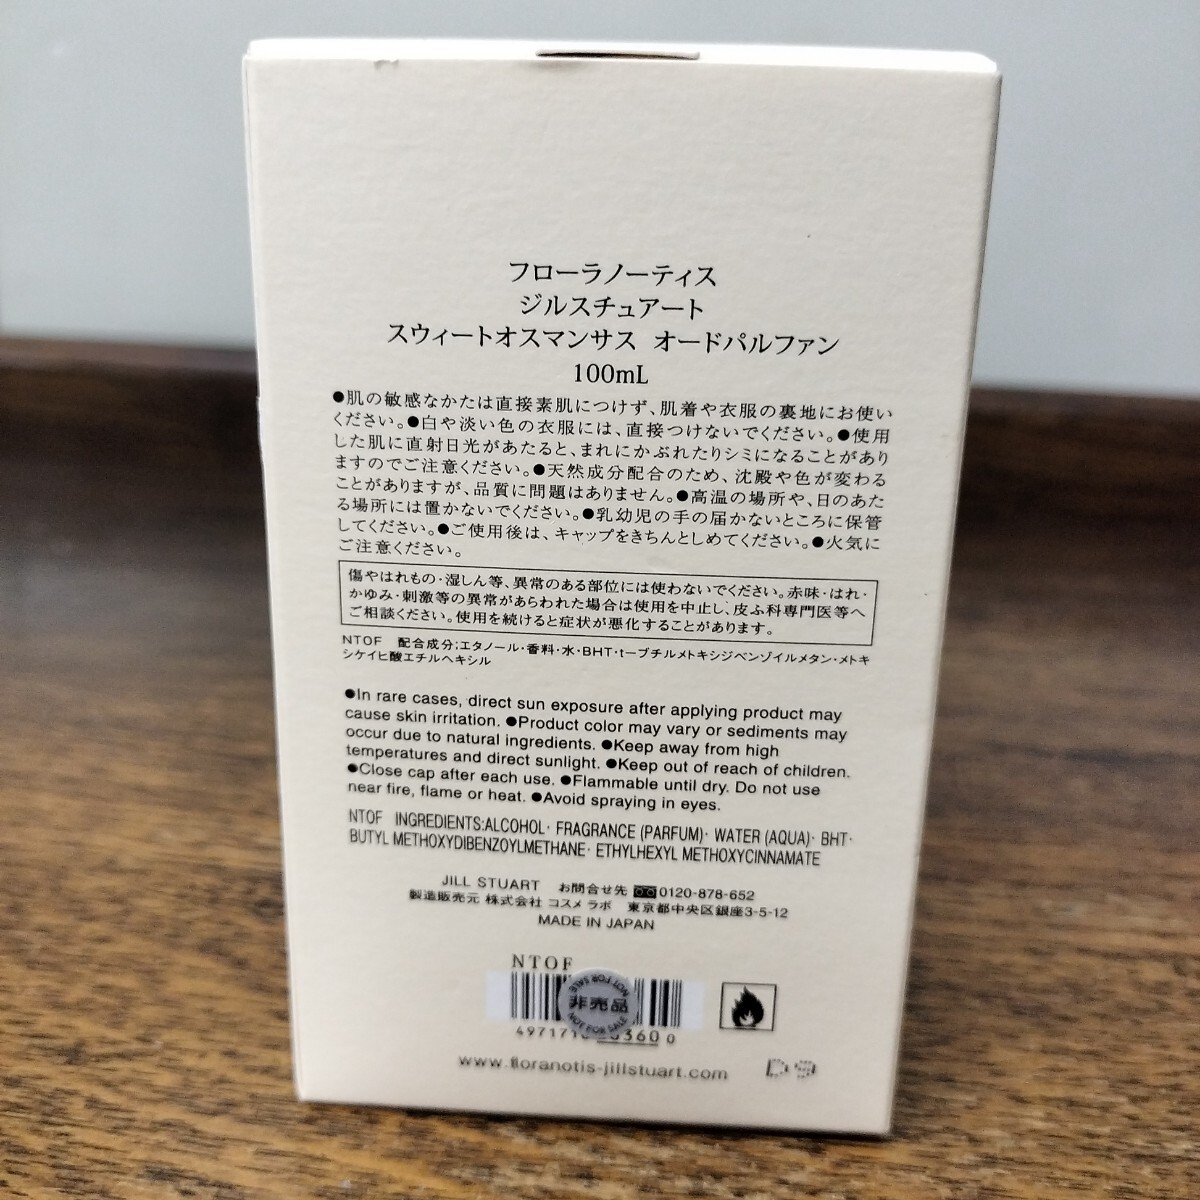 フローラノーティス
ジルスチュアート
スウィートオスマンサス オードパルファン
100mL
●肌の敏感なかたは直接素肌につけず、肌着や衣服の裏地にお使い
ください。●白や淡い色の衣服には、直接つけないでください。●使用
した肌に直射日光があたると、まれにかぶれたりシミになることがあり
ますのでご注意ください。●天然成分配合のため、沈殿や色が変わる
ことがありますが、品質に問題はありません。●高温の場所や、日のあた
る場所には置かないでください。●乳幼児の手の届かないところに保管
してください。●ご使用後は、キャップをきちんとしめてください。●火気に
ご注意ください。
傷やはれもの・湿しん等、異常のある部位には使わないでください。赤味・はれ・
かゆみ・刺激等の異常があらわれた場合は使用を中止し、皮ふ科専門医等へ
ご相談ください。使用を続けると症状が悪化することがあります。
NTOF 配合成分;エタノール・香料・水・BHT・t-ブチルメトキシジベンゾイルメタン・メトキ
シケイヒ酸エチルヘキシル
●In rare cases, direct sun exposure after applying product may
cause skin irritation. ●Product color may vary or sediments may
occur due to natural ingredients. ●Keep away from high
temperatures and direct sunlight. ●Keep out of reach of children.
●Close cap after each use. ●Flammable until dry. Do not use
near fire, flame or heat. ●Avoid spraying in eyes.
NTOF INGREDIENTS:ALCOHOL· FRAGRANCE (PARFUM)· WATER (AQUA)· BHT·
BUTYL METHOXYDIBENZOYLMETHANE· ETHYLHEXYL METHOXYCINNAMATE
JILL STUART お問合せ先 0120-878-652
製造販売元 株式会社 コスメ ラボ 東京都中央区銀座3-5-12
MADE IN JAPAN
NTOF
NOT FOR SALE
非売品
NOT FOR SALE
www.floranotis-jillstuart.com
D9